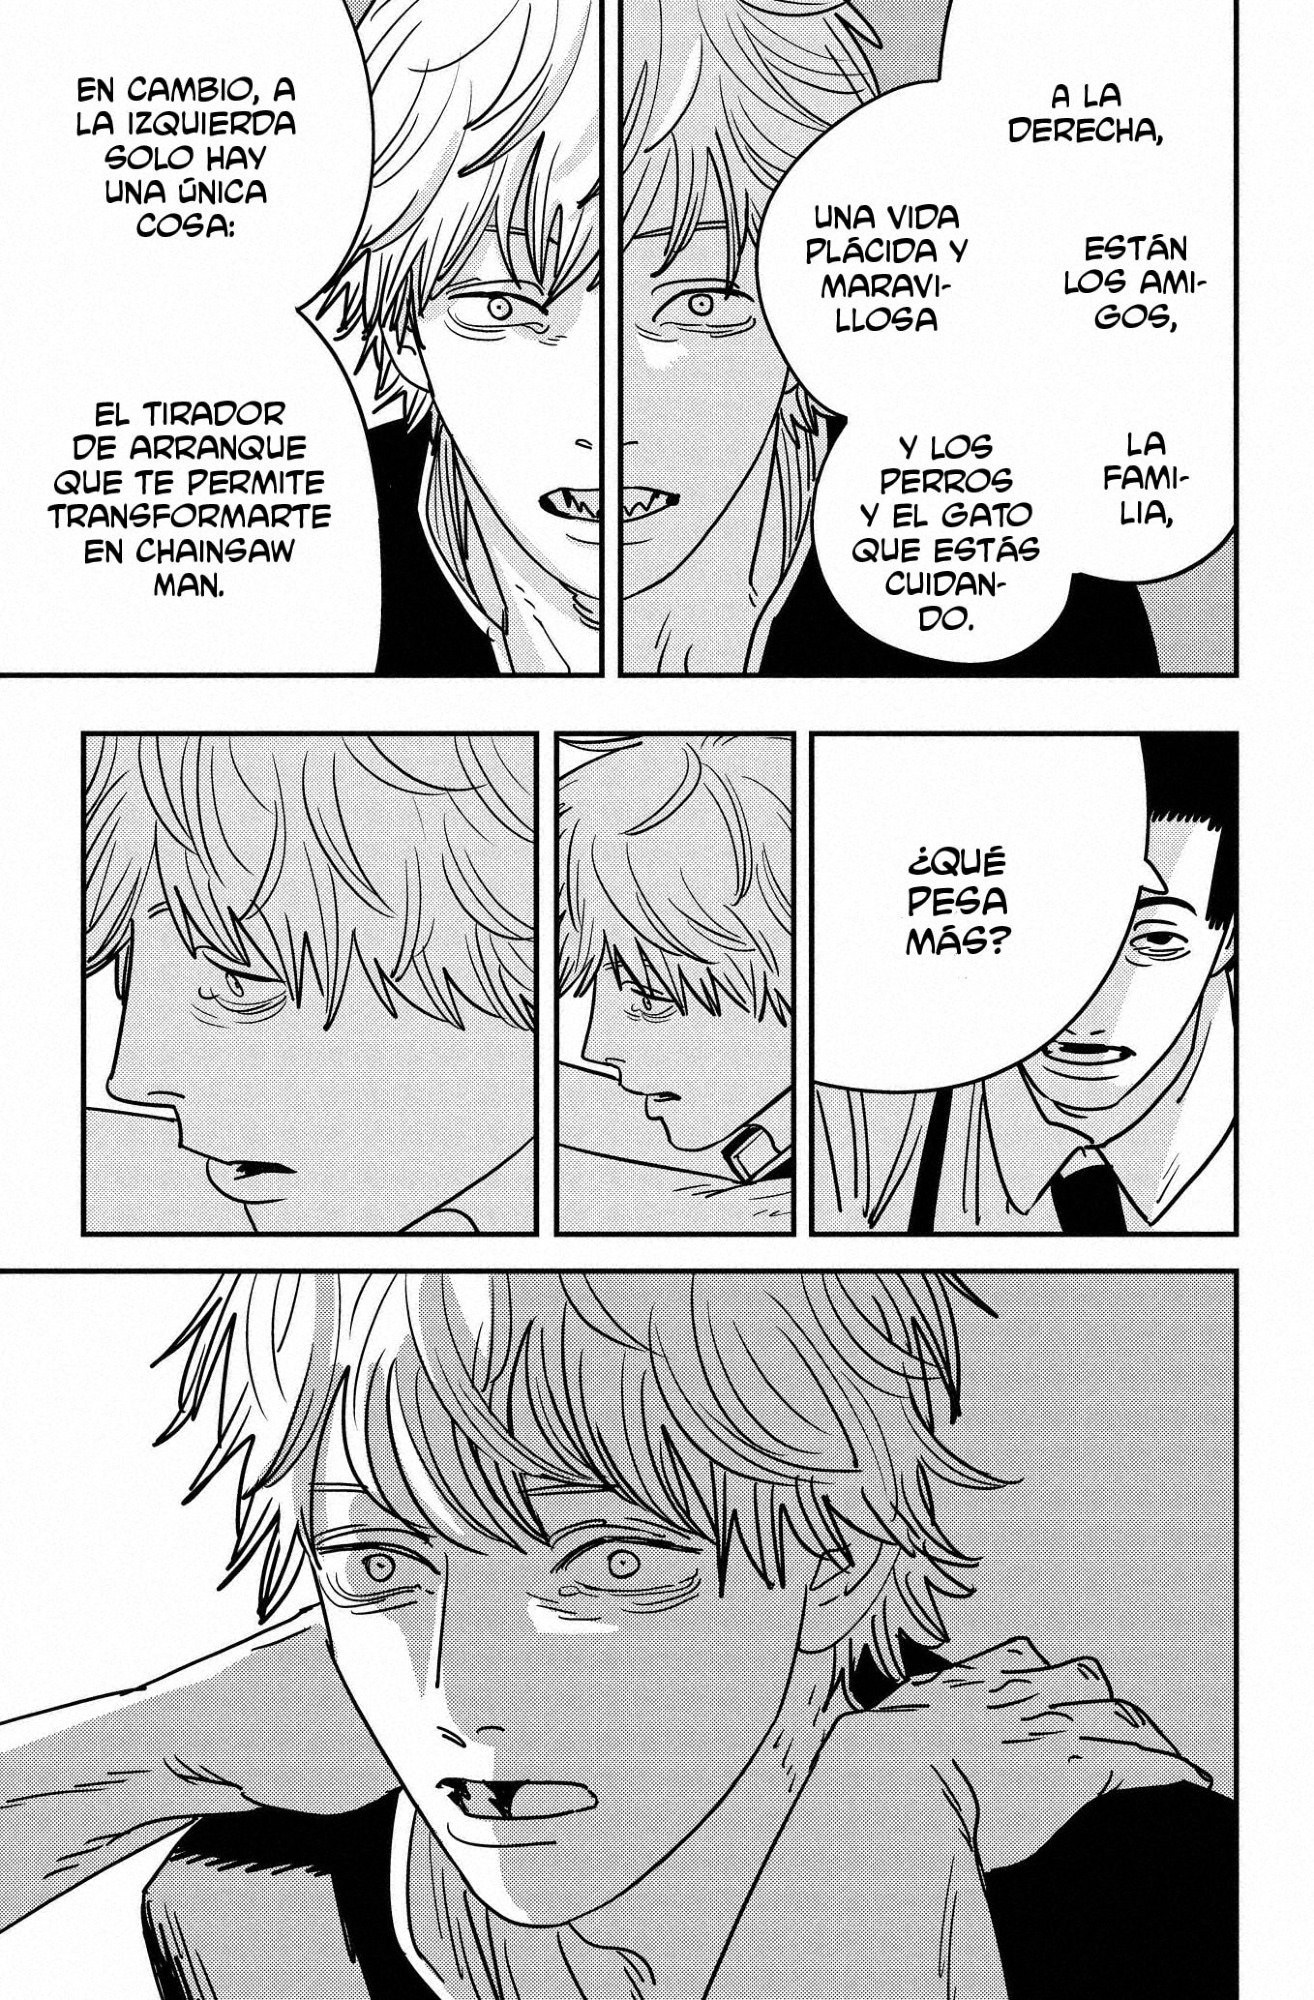 A LA
DERECHA,
ESTÁN
LOS AMI-
GOS,
LA
FAMI-
LIA,
UNA VIDA
PLÁCIDA Y
MARAVI-
LLOSA
Y LOS
PERROS
Y EL GATO
QUE ESTÁS
CUIDAN-
DO.
EN CAMBIO, A
LA IZQUIERDA
SOLO HAY
UNA ÚNICA
COSA:
EL TIRADOR
DE ARRANQUE
QUE TE PERMITE
TRANSFORMARTE
EN CHAINSAW
MAN.
¿QUÉ
PESA
MÁS?